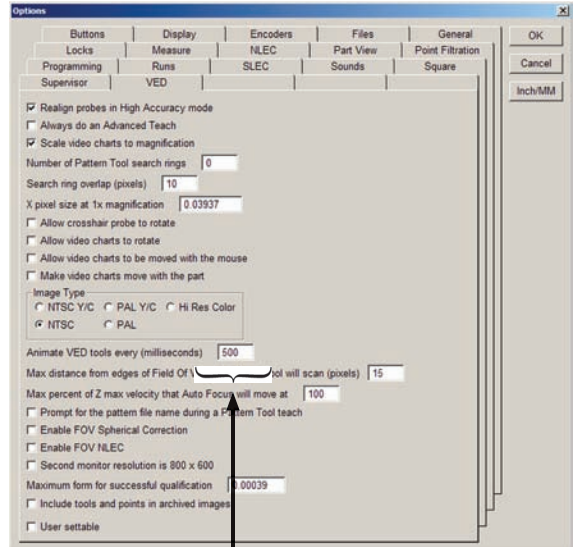 Options
Buttons Display Encoders Files General
Locks Measure NLEC Part View Point Filtration
Programming Runs SLEC Sounds Square
Supervisor VED
OK
Cancel
Inch/MM
Realign probes in High Accuracy mode
Always do an Advanced Teach
Scale video charts to magnification
Number of Pattern Tool search rings 0
Search ring overlap (pixels) 10
X pixel size at 1x magnification 0.03937
Allow crosshair probe to rotate
Allow video charts to rotate
Allow video charts to be moved with the mouse
Make video charts move with the part
Image Type
NTSC Y/C PAL Y/C Hi Res Color
NTSC PAL
Animate VED tools every (milliseconds) 500
Max distance from edges of Field Of will scan (pixels) 15
Max percent of Z max velocity that Auto Focus will move at 100
Prompt for the pattern file name during a Pattern Tool teach
Enable FOV Spherical Correction
Enable FOV NLEC
Second monitor resolution is 800 x 600
Maximum form for successful qualification 0.00039
Include tools and points in archived images
User settable